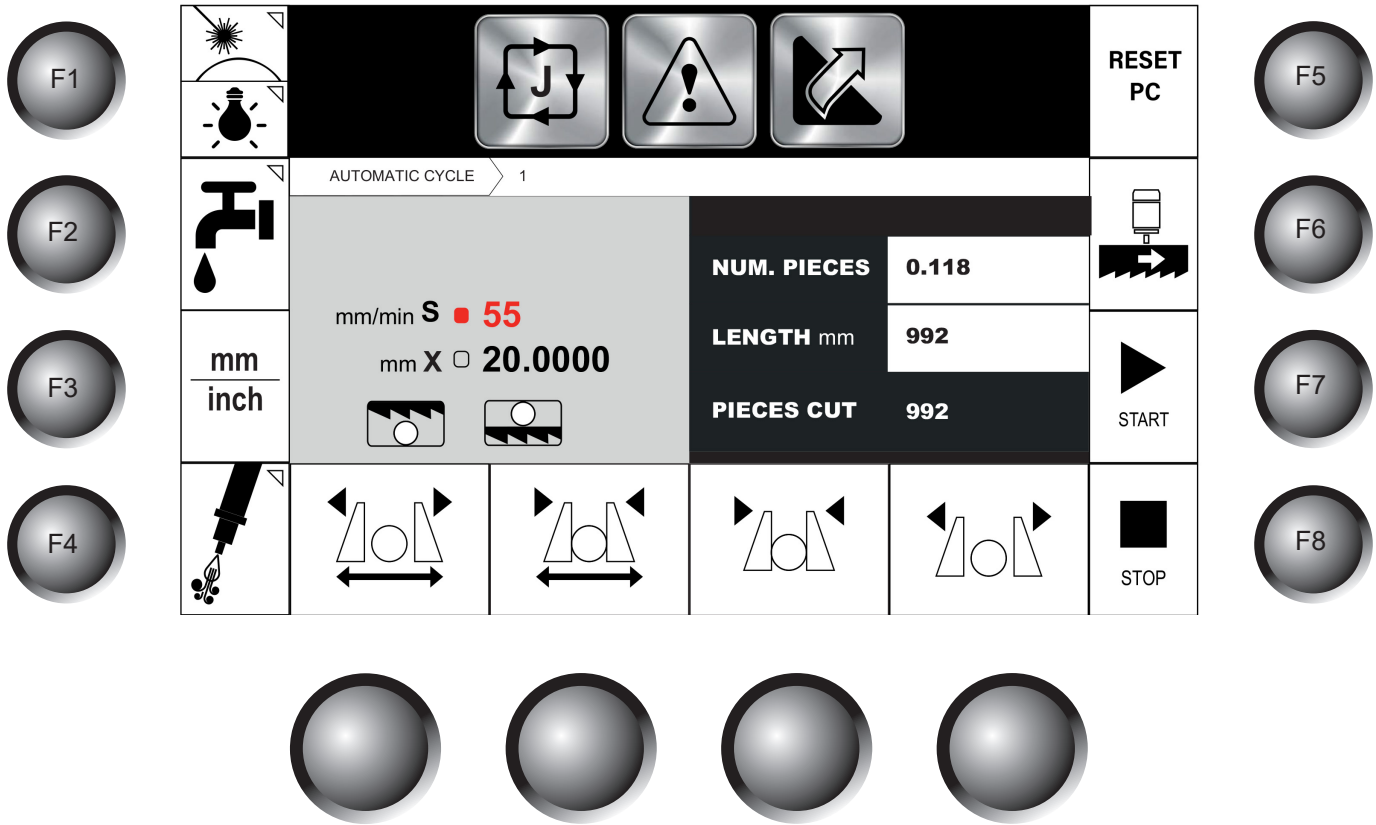 F1
F2
F3
F4
mm
inch
J
!
AUTOMATIC CYCLE 1
mm/min S 55
mm X 20.0000
NUM. PIECES 0.118
LENGTH mm 992
PIECES CUT 992
RESET
PC
START
STOP
F5
F6
F7
F8